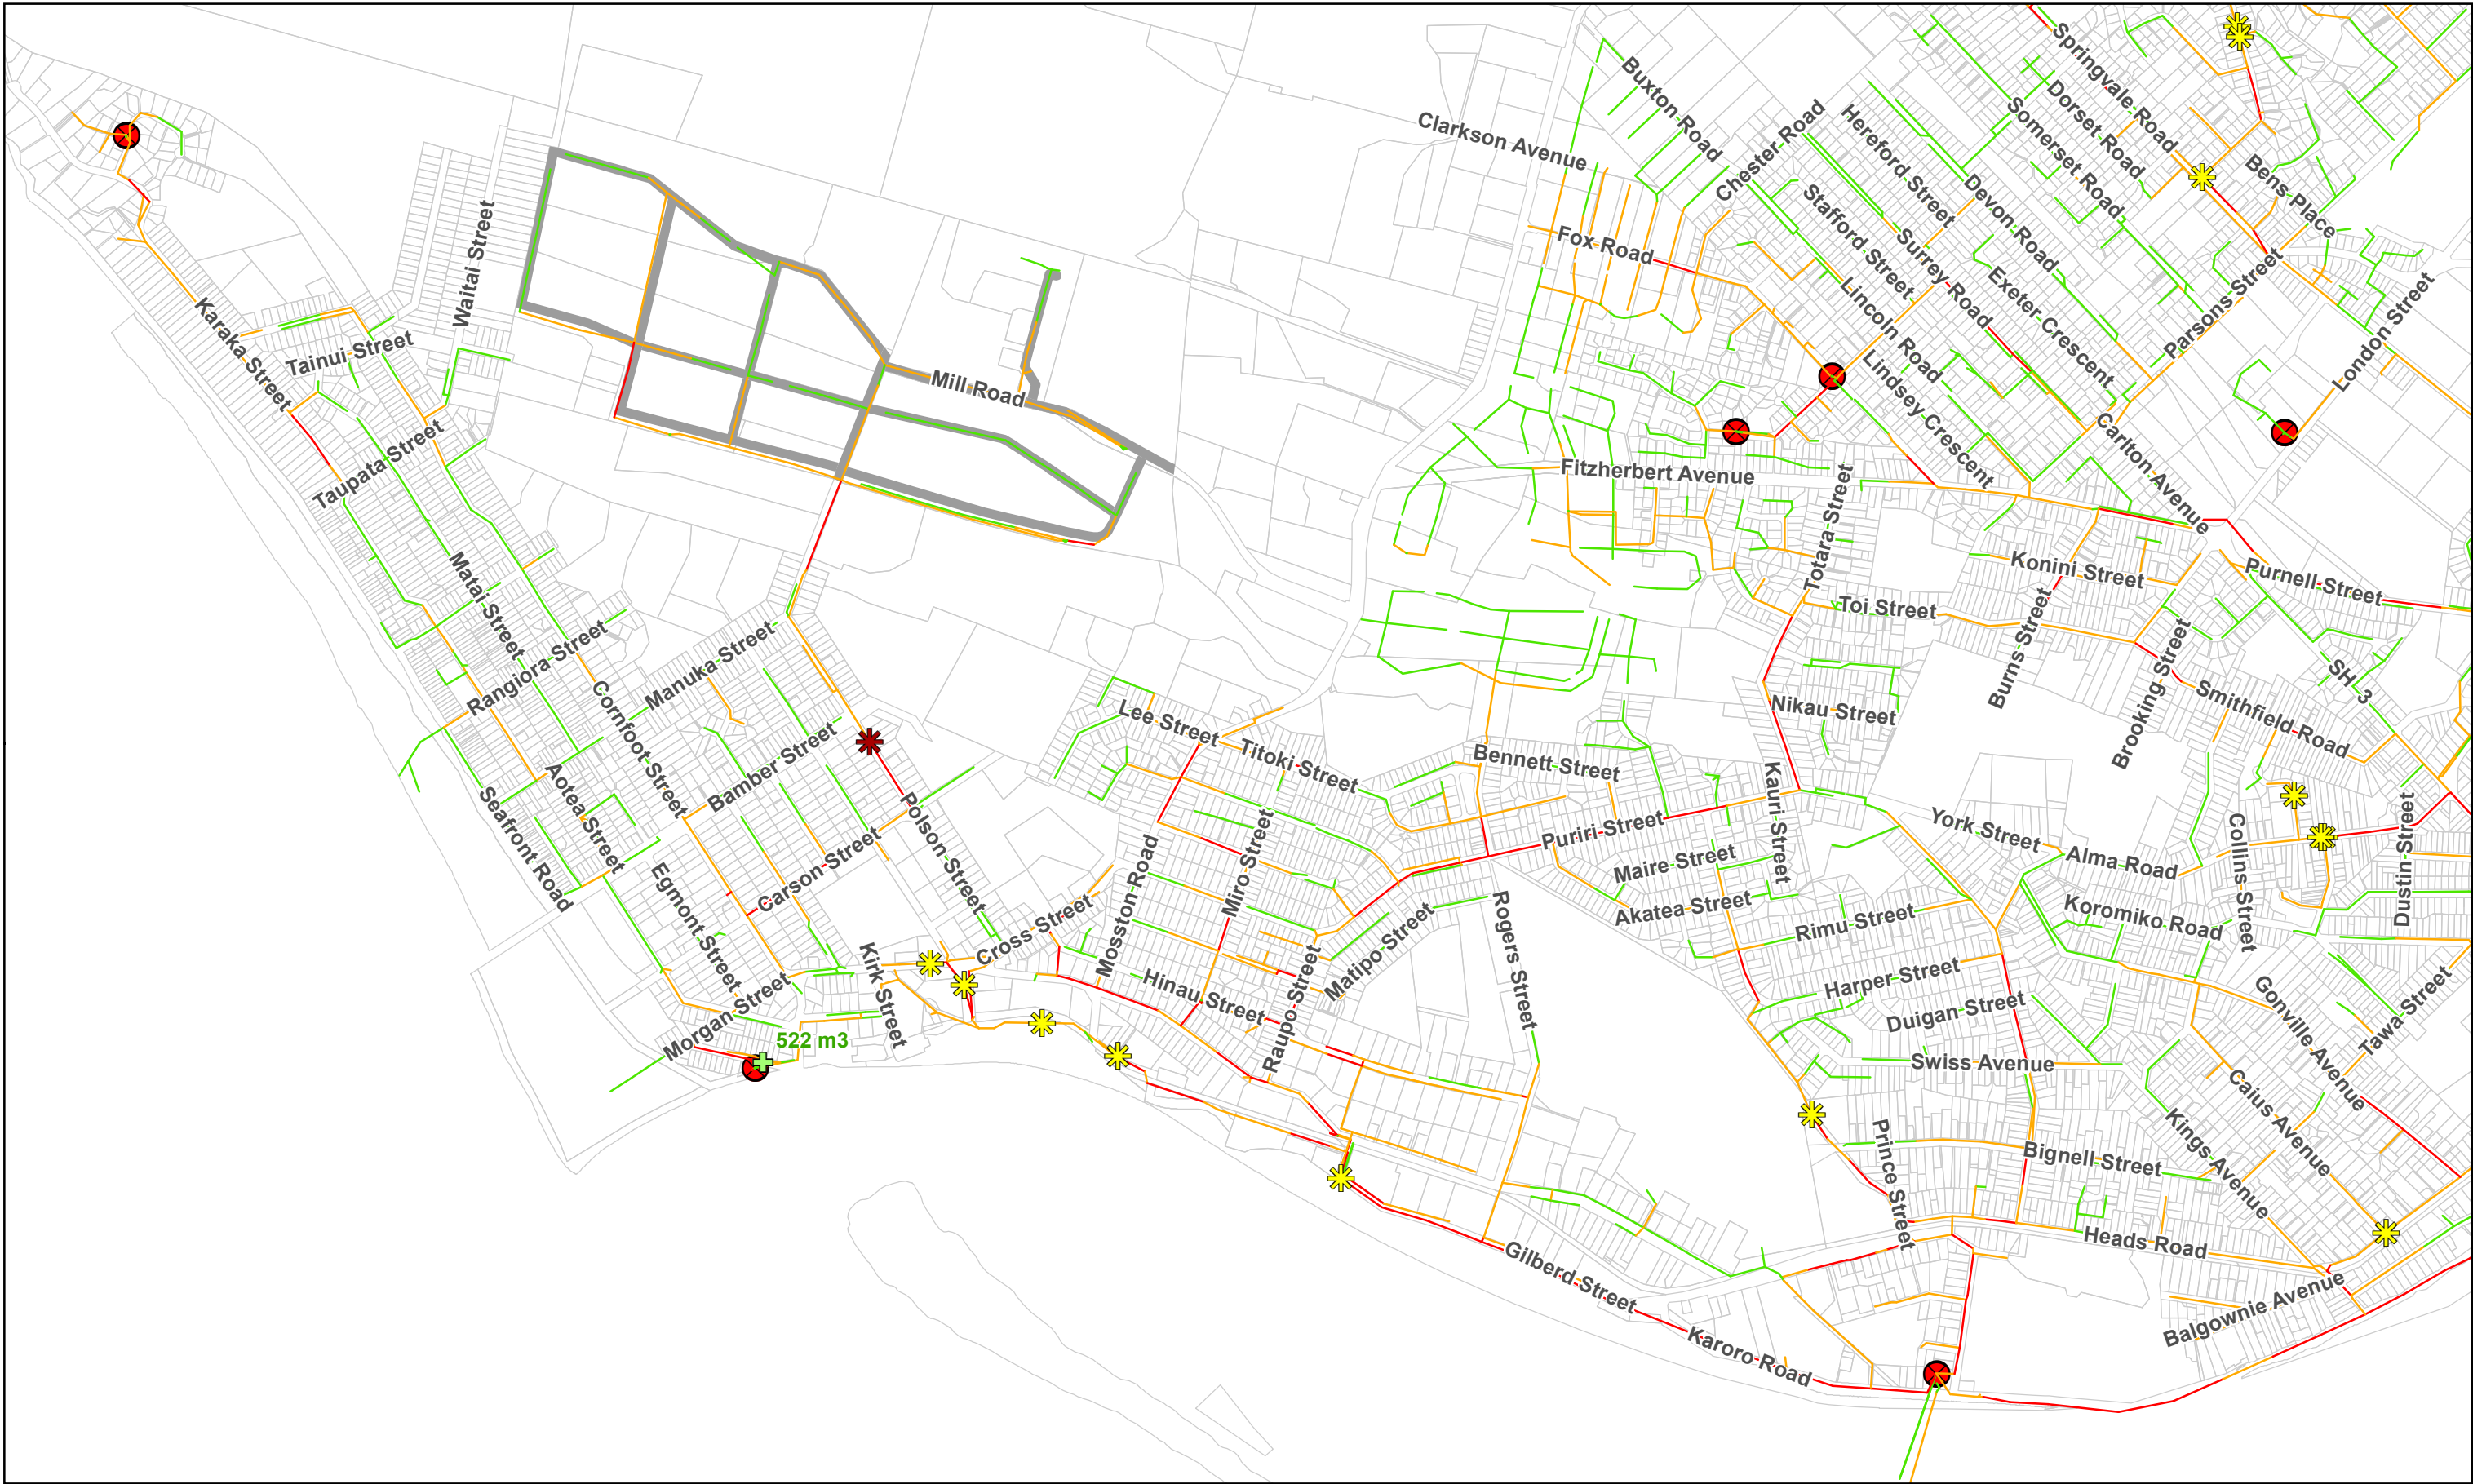 Springvale Road
Buxton Road
Dorset Road
Clarkson Avenue
Chester Road
Hereford Street
Somerset Road
Bens Place
Waitai Street
Fox Road
Stafford Street
Devon Road
Surrey Road
Parsons Street
Exeter Crescent
London Street
Karaka Street
Tainui Street
Lincoln Road
Mill Road
Lindsey Crescent
Taupata Street
Carlton Avenue
Fitzherbert Avenue
Totara Street
Matai Street
Konini Street
Purnell Street
Toi Street
Rangiora Street
Manuka Street
Burns Street
Brooking Street
SH 3
Cornfoot Street
Lee Street
Titoki Street
Nikau Street
Smithfield Road
Bennett Street
Bamber Street
Aotea Street
Seafront Road
Polson Street
Kauri Street
Puriri Street
York Street
Carson Street
Miro Street
Maire Street
Alma Road
Collins Street
Dustin Street
Egmont Street
Mosston Road
Akatea Street
Rimu Street
Koromiko Road
Cross Street
Rogers Street
Matipo Street
Kirk Street
Hinau Street
Harper Street
Gonville Avenue
Tawa Street
Morgan Street
Raupo Street
Duigan Street
522 m3
Swiss Avenue
Caius Avenue
Kings Avenue
Prince Street
Bignell Street
Heads Road
Gilberd Street
Balgownie Avenue
Karoro Road